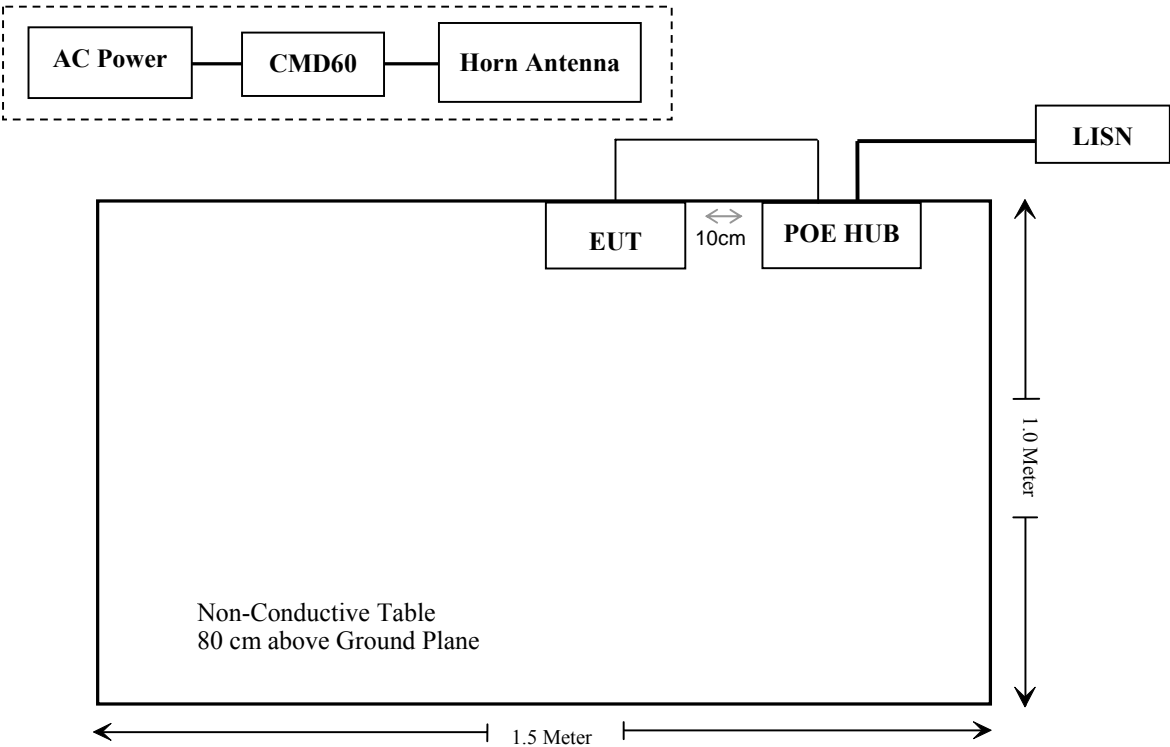 AC Power
CMD60
Horn Antenna
LISN
EUT
10cm
POE HUB
1.0 Meter
Non-Conductive Table
80 cm above Ground Plane
1.5 Meter